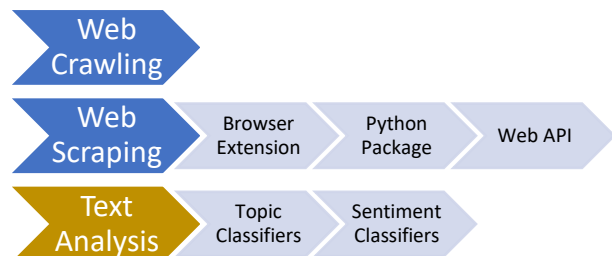 Web
Crawling
Web
Scraping
Browser
Extension
Python
Package
Web API
Text
Analysis
Topic
Classifiers
Sentiment
Classifiers